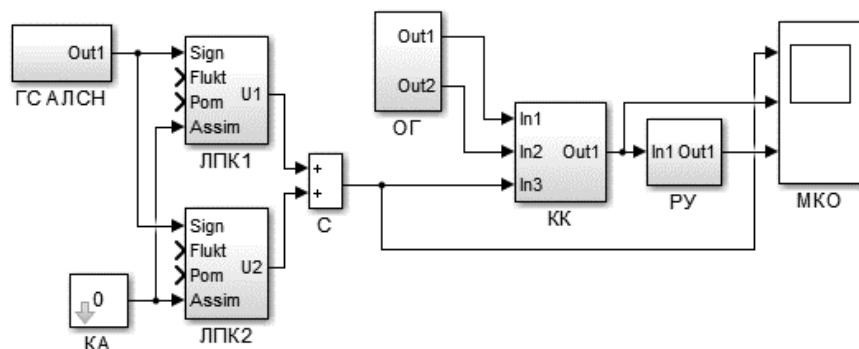 Out1
ГС АЛСН
Sign
Flukt
Pom
Assim
U1
ЛПК1
Sign
Flukt
Pom
Assim
U2
ЛПК2
0
КА
+
+
С
Out1
Out2
ОГ
In1
In2
In3
Out1
КК
In1 Out1
РУ
МКО